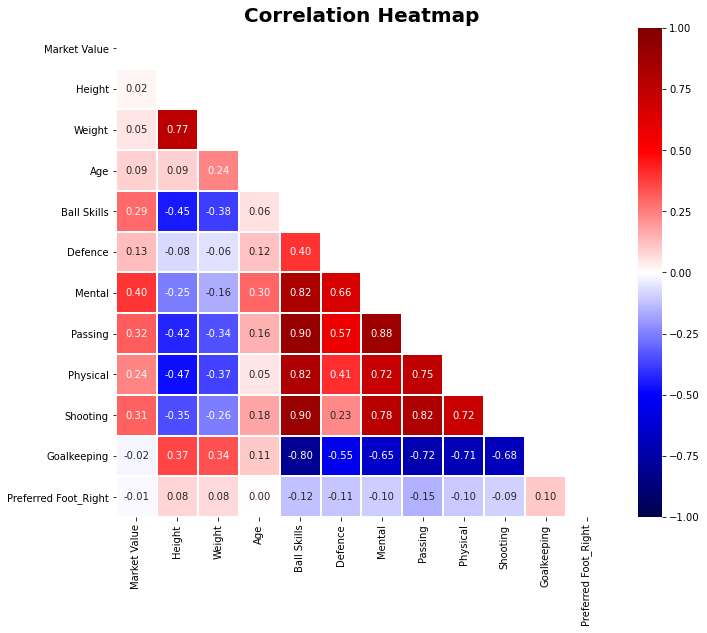 Correlation Heatmap
Market Value
Height 0.02
Weight 0.05 0.77
Age 0.09 0.09 0.24
Ball Skills 0.29 -0.45 -0.38 0.06
Defence 0.13 -0.08 -0.06 0.12 0.40
Mental 0.40 -0.25 -0.16 0.30 0.82 0.66
Passing 0.32 -0.42 -0.34 0.16 0.90 0.57 0.88
Physical 0.24 -0.47 -0.37 0.05 0.82 0.41 0.72 0.75
Shooting 0.31 -0.35 -0.26 0.18 0.90 0.23 0.78 0.82 0.72
Goalkeeping -0.02 0.37 0.34 0.11 -0.80 -0.55 -0.65 -0.72 -0.71 -0.68
Preferred Foot_Right -0.01 0.08 0.08 0.00 -0.12 -0.11 -0.10 -0.15 -0.10 -0.09 0.10
Market Value
Height
Weight
Age
Ball Skills
Defence
Mental
Passing
Physical
Shooting
Goalkeeping
Preferred Foot_Right
1.00
0.75
0.50
0.25
0.00
−0.25
−0.50
−0.75
−1.00